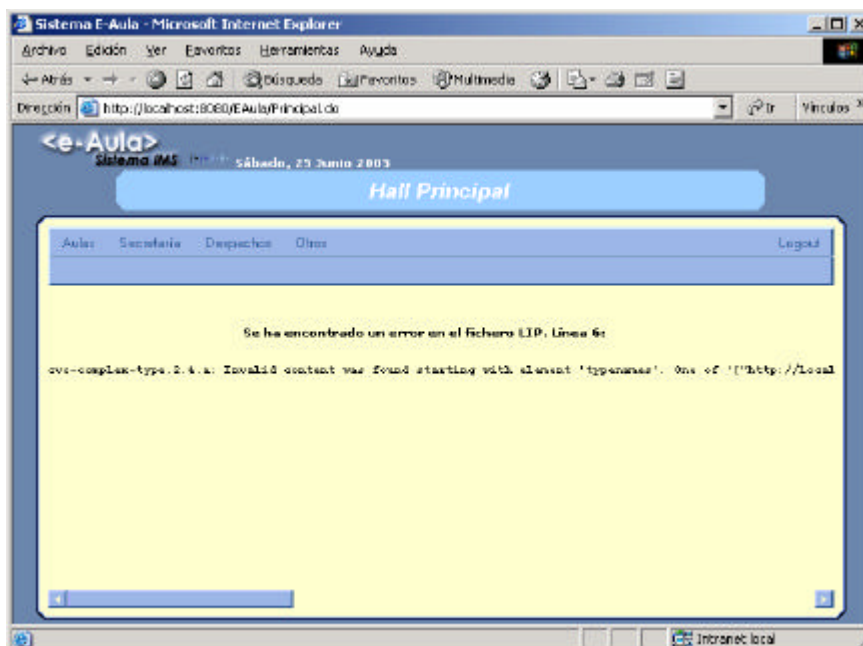 Sistema E-Aula - Microsoft Internet Explorer
Archivo Edición Ver Favoritos Herramientas Ayuda
Atrás Búsqueda Favoritos Multimedia
Dirección http://localhost:8080/EAula/Principal.do Ir Vínculos
<e-Aula>
Sistema IMS Sábado, 25 Junio 2005
Hall Principal
Aulas Secretaría Despachos Otros Logout
Se ha encontrado un error en el fichero LIP. Línea 6:
cvc-complex-type.2.4.a: Invalid content was found starting with element 'typenames'. One of '{"http://local
Intranet local